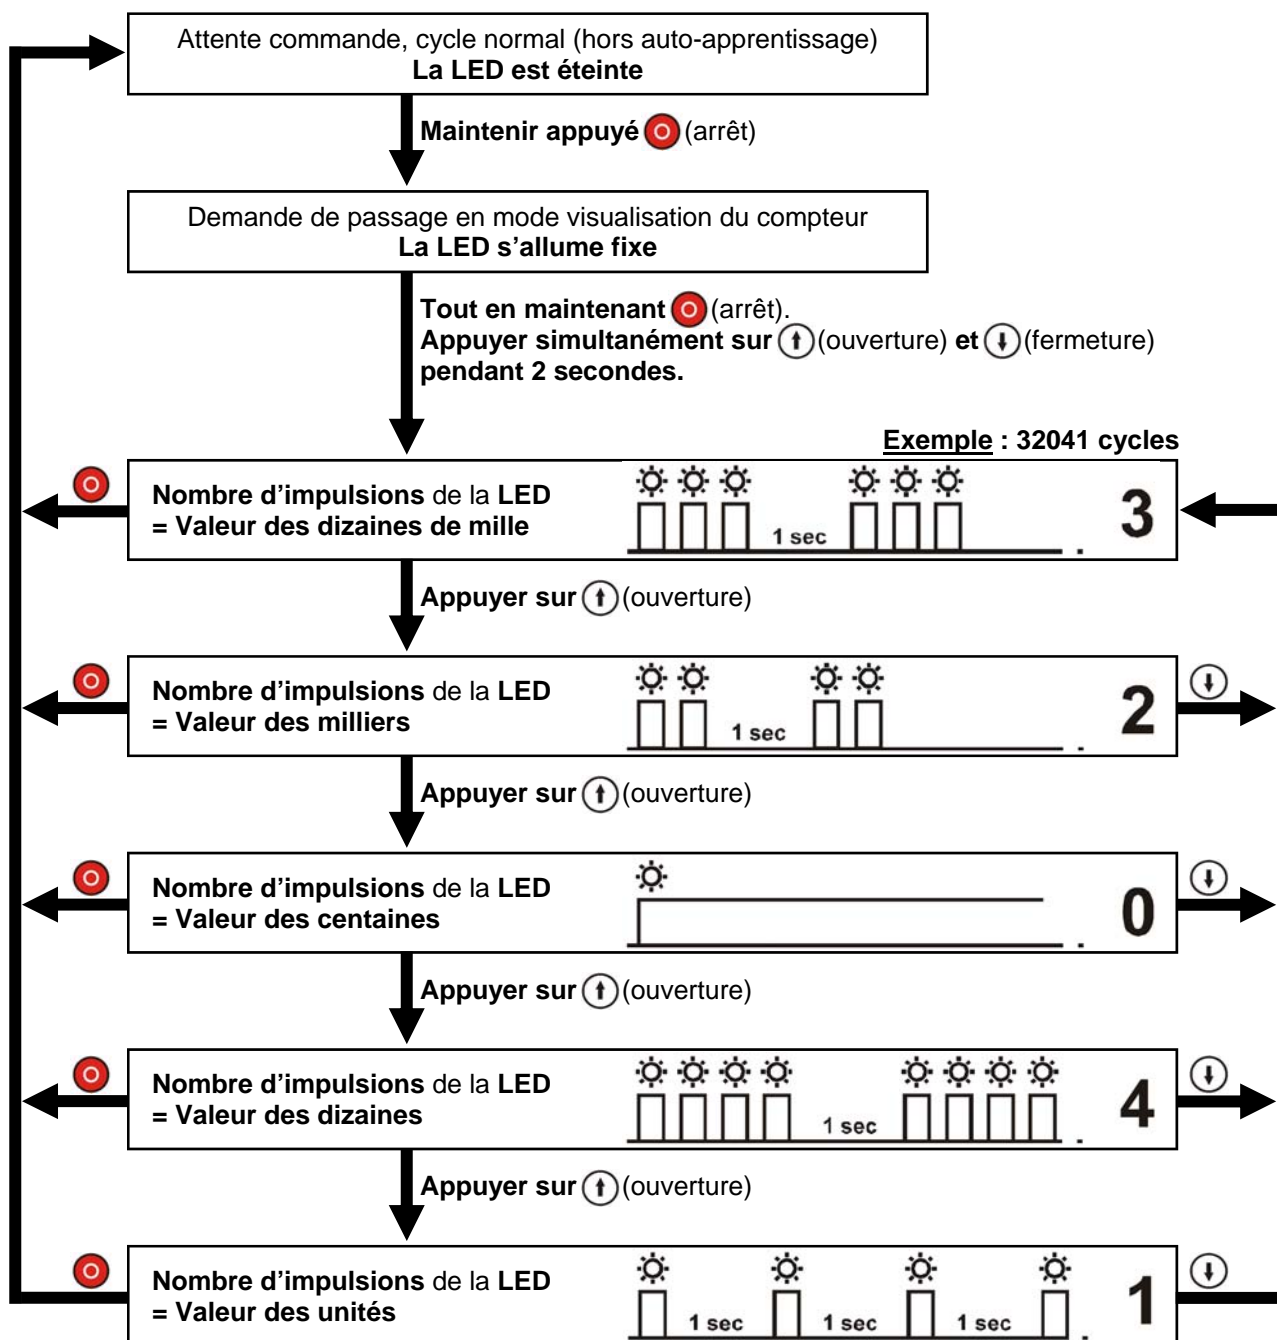 Attente commande, cycle normal (hors auto-apprentissage)
La LED est éteinte
Maintenir appuyé (arrêt)
Demande de passage en mode visualisation du compteur
La LED s'allume fixe
Tout en maintenant (arrêt).
Appuyer simultanément sur (ouverture) et (fermeture)
pendant 2 secondes.
Exemple : 32041 cycles
Nombre d'impulsions de la LED
= Valeur des dizaines de mille
1 sec
3
Appuyer sur (ouverture)
Nombre d'impulsions de la LED
= Valeur des milliers
1 sec
2
Appuyer sur (ouverture)
Nombre d'impulsions de la LED
= Valeur des centaines
0
Appuyer sur (ouverture)
Nombre d'impulsions de la LED
= Valeur des dizaines
1 sec
4
Appuyer sur (ouverture)
Nombre d'impulsions de la LED
= Valeur des unités
1 sec 1 sec 1 sec
1